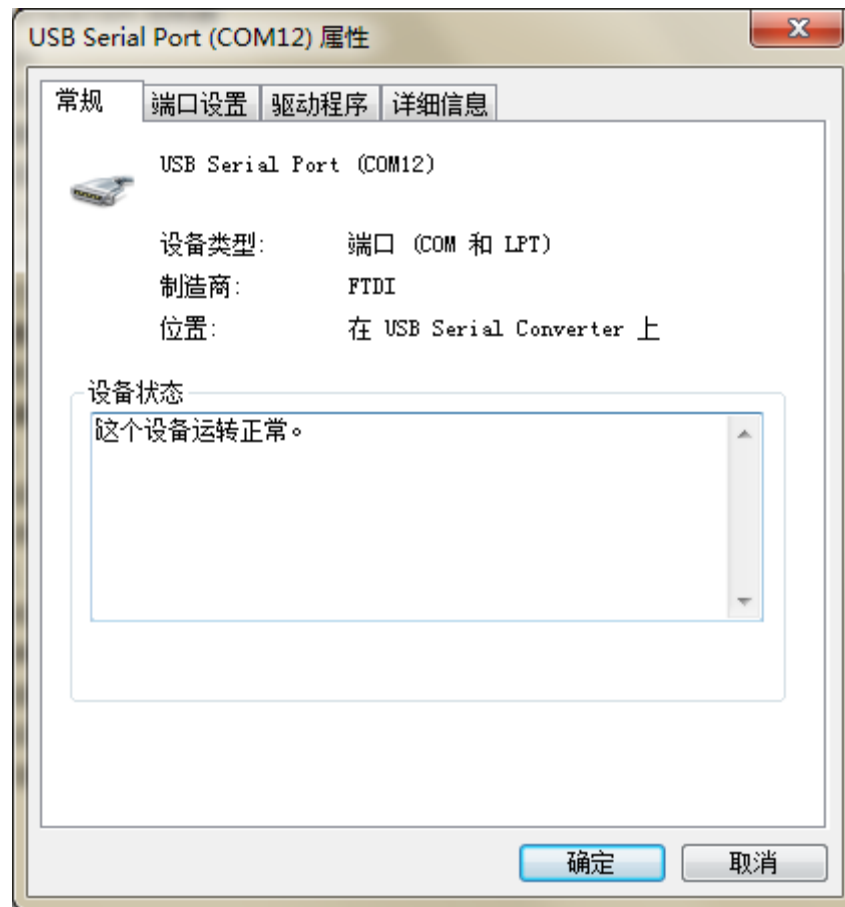 USB Serial Port (COM12) 属性
常规 端口设置 驱动程序 详细信息
USB Serial Port (COM12)
设备类型: 端口 (COM 和 LPT)
制造商: FTDI
位置: 在 USB Serial Converter 上
设备状态
这个设备运转正常。
确定 取消